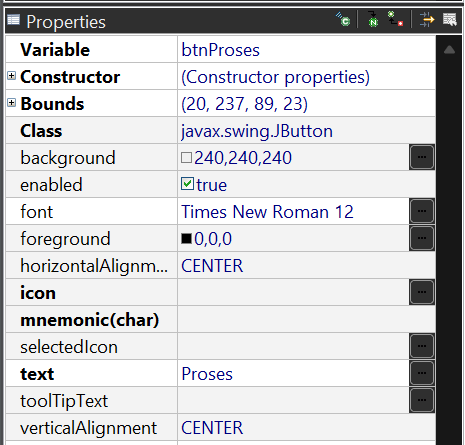 Properties
Variable btnProses
Constructor (Constructor properties)
Bounds (20, 237, 89, 23)
Class javax.swing.JButton
background 240,240,240
enabled true
font Times New Roman 12
foreground 0,0,0
horizontalAlignm... CENTER
icon
mnemonic(char)
selectedIcon
text Proses
toolTipText
verticalAlignment CENTER